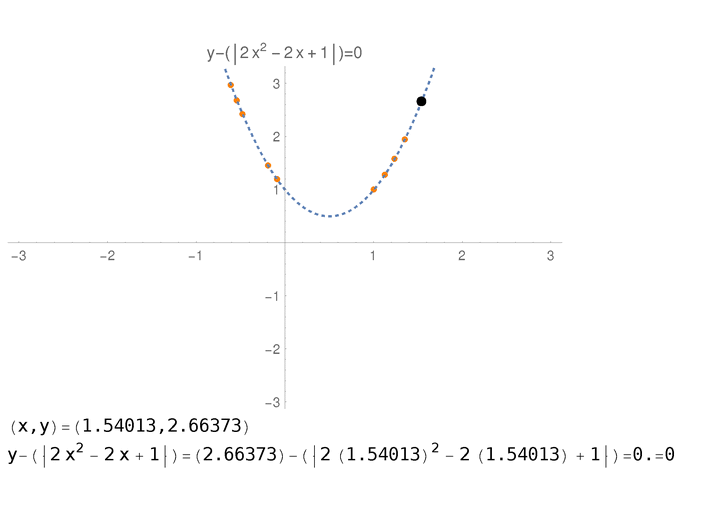 y−(|2x² − 2x + 1|)=0
3
2
1
−3 −2 −1 1 2 3
−1
−2
−3
(x,y)=(1.54013,2.66373)
y−(|2x² − 2x + 1|)=(2.66373)−(|2 (1.54013)² − 2 (1.54013) + 1|)=0.=0